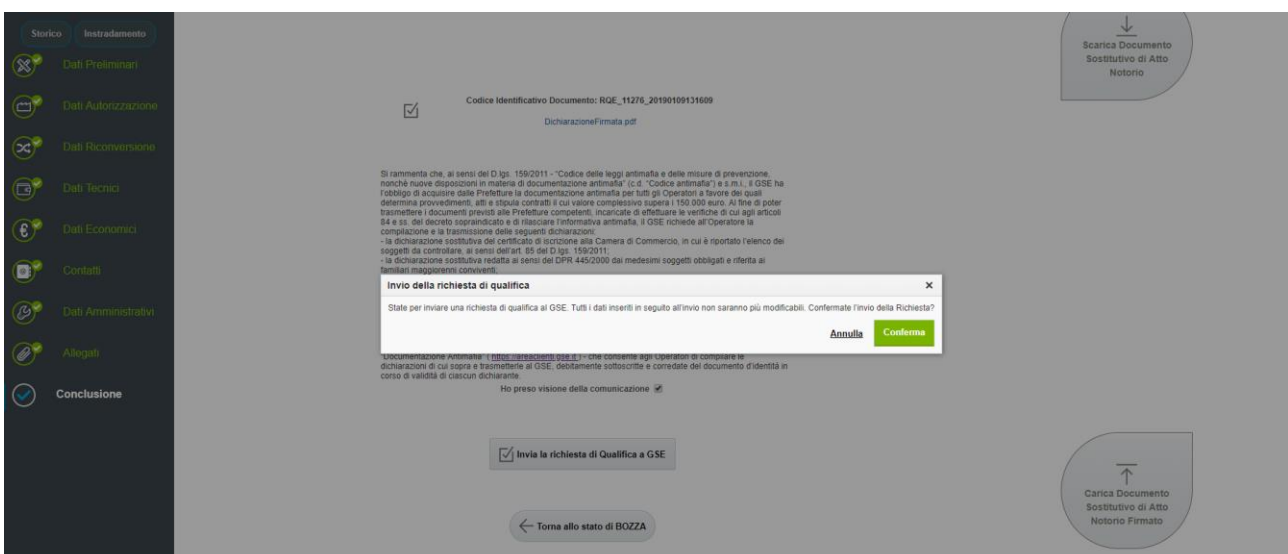 Storico
Instradamento
Dati Preliminari
Dati Autorizzazione
Dati Riconversione
Dati Tecnici
Dati Economici
Contatti
Dati Amministrativi
Allegati
Conclusione
Scarica Documento
Sostitutivo di Atto
Notorio
Codice Identificativo Documento: RQE_11276_20190109131609
DichiarazioneFirmata.pdf
Si rammenta che, ai sensi del D.lgs. 159/2011 - "Codice delle leggi antimafia e delle misure di prevenzione,
nonché nuove disposizioni in materia di documentazione antimafia" (c.d. "Codice antimafia") e s.m.i., il GSE ha
l'obbligo di acquisire dalle Prefetture la documentazione antimafia per tutti gli Operatori a favore dei quali
determina provvedimenti, atti e stipula contratti il cui valore complessivo supera i 150.000 euro. Al fine di poter
trasmettere i documenti previsti alle Prefetture competenti, incaricate di effettuare le verifiche di cui agli articoli
84 e ss. del decreto sopraindicato e di rilasciare l'informativa antimafia, il GSE richiede all'Operatore la
compilazione e la trasmissione delle seguenti dichiarazioni:
- la dichiarazione sostitutiva del certificato di iscrizione alla Camera di Commercio, in cui è riportato l'elenco dei
soggetti da controllare, ai sensi dell'art. 85 del D.lgs. 159/2011;
- la dichiarazione sostitutiva redatta ai sensi del DPR 445/2000 dai medesimi soggetti obbligati e riferita ai
familiari maggiorenni conviventi;
Invio della richiesta di qualifica
×
State per inviare una richiesta di qualifica al GSE. Tutti i dati inseriti in seguito all'invio non saranno più modificabili. Confermate l'invio della Richiesta?
Annulla
Conferma
"Documentazione Antimafia" ( https://areaclienti.gse.it ) - che consente agli Operatori di compilare le
dichiarazioni di cui sopra e trasmetterle al GSE, debitamente sottoscritte e corredate del documento d'identità in
corso di validità di ciascun dichiarante.
Ho preso visione della comunicazione
Invia la richiesta di Qualifica a GSE
Torna allo stato di BOZZA
Carica Documento
Sostitutivo di Atto
Notorio Firmato